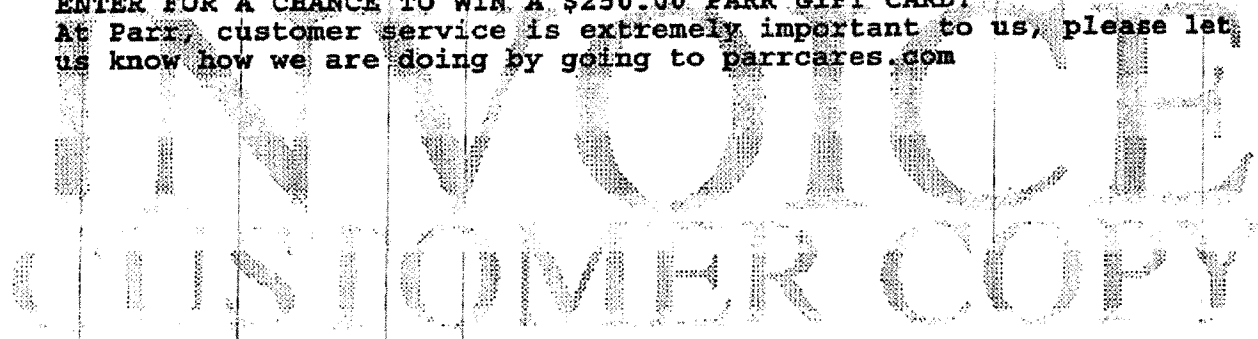 ENTER FOR A CHANCE TO WIN A $250.00 PARR GIFT CARD!
At Parr, customer service is extremely important to us, please let
us know how we are doing by going to parrcares.com
INVOICE
CUSTOMER COPY